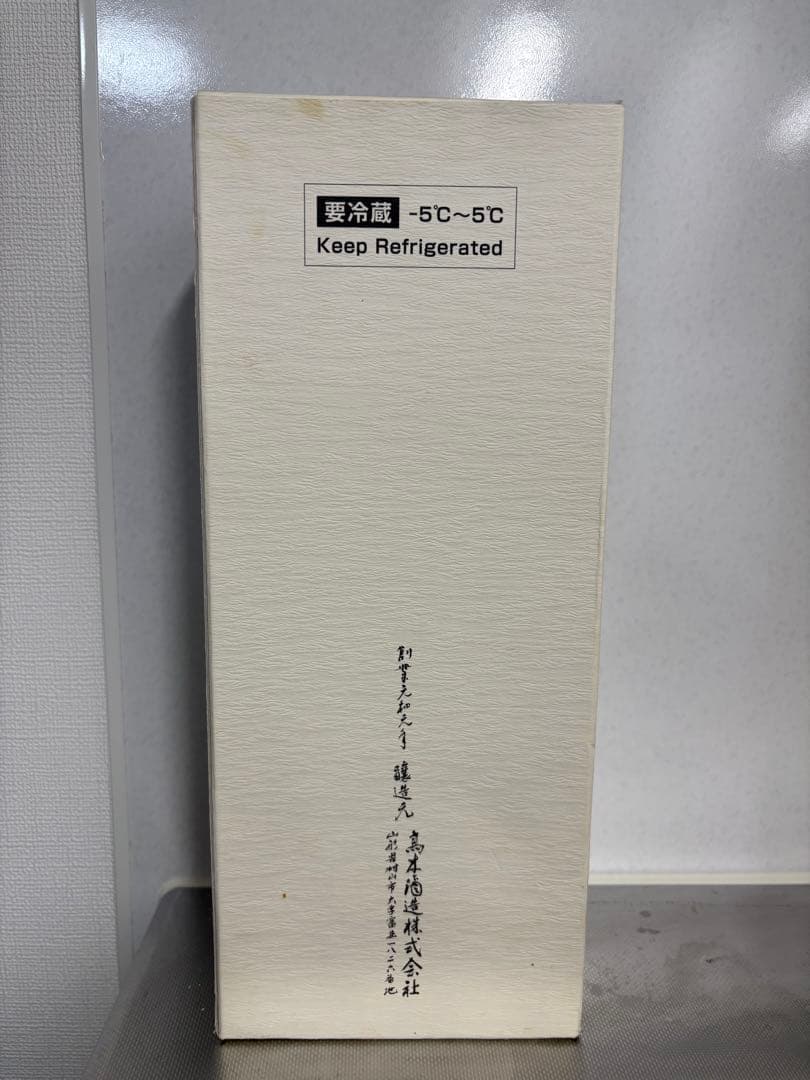 要冷蔵 -5℃~5℃
Keep Refrigerated
創業元和元年 醸造元
高木酒造株式会社
山形県村山市大字富並一八二六番地